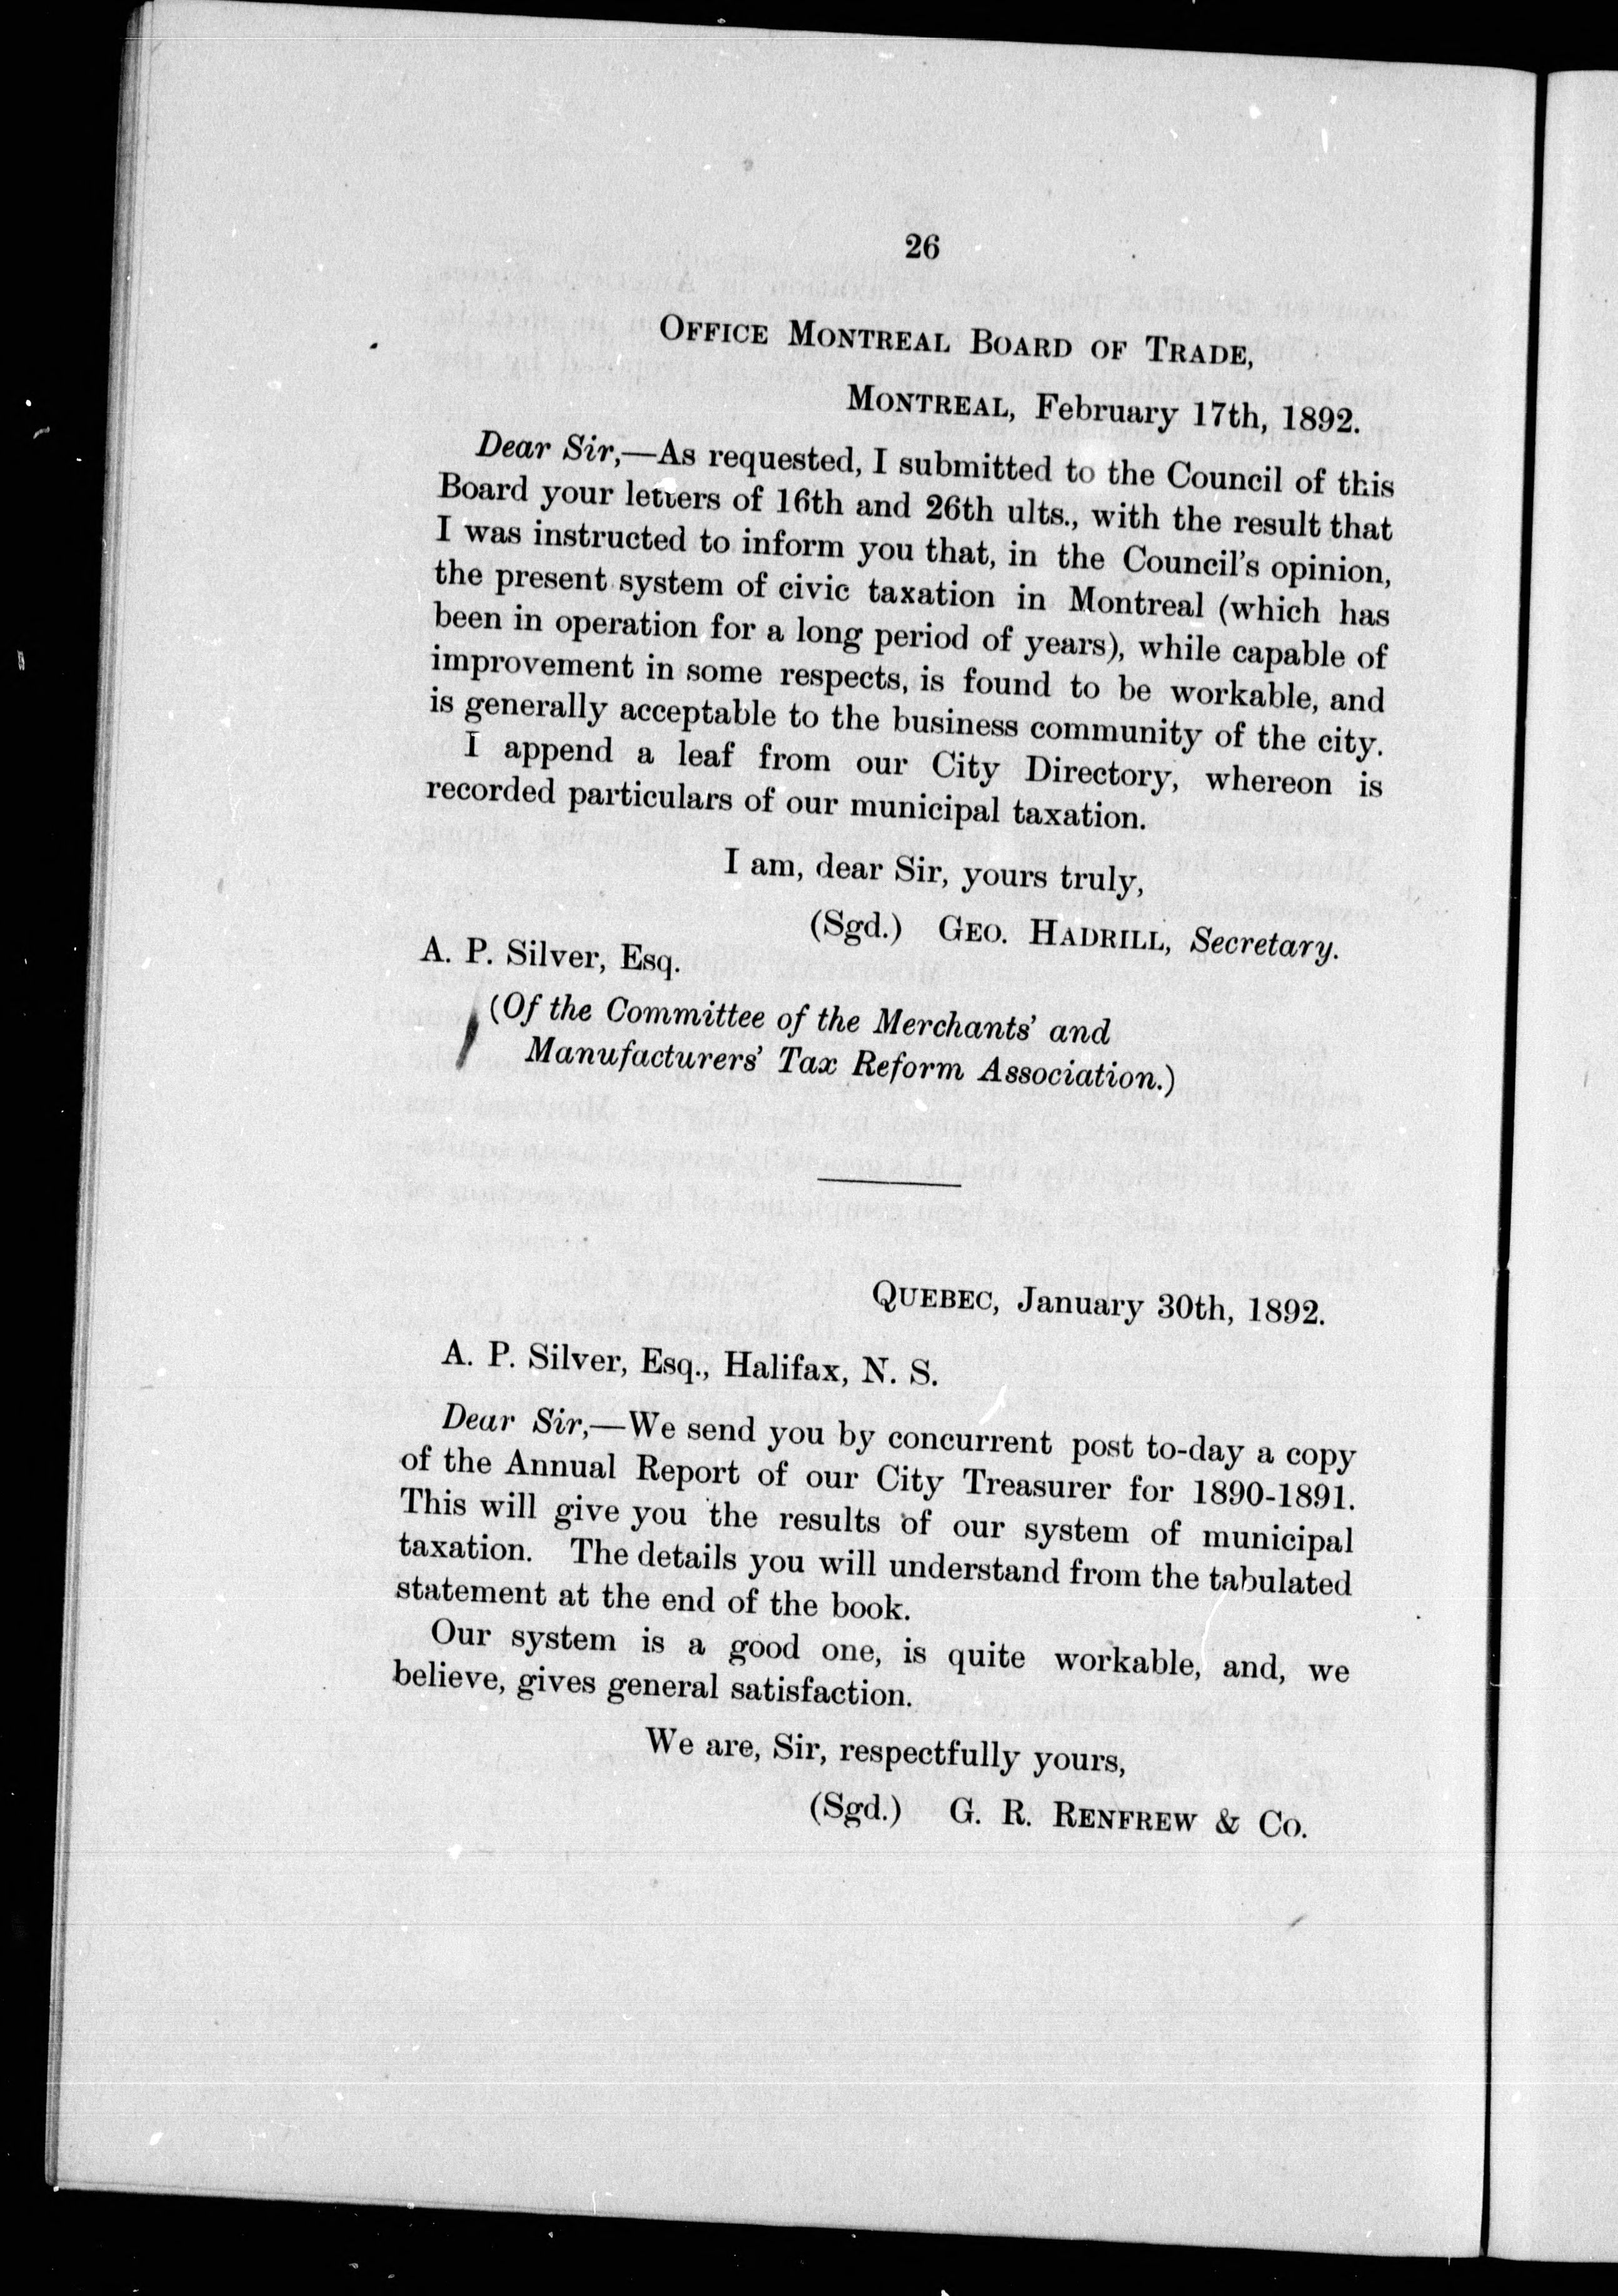 26
OFFICE MONTREAL BOARD OF TRADE,
MONTREAL, February 17th, 1892.
Dear Sir,—As requested, I submitted to the Council of this
Board your letters of 16th and 26th ults., with the result that
I was instructed to inform you that, in the Council's opinion,
the present system of civic taxation in Montreal (which has
been in operation for a long period of years), while capable of
improvement in some respects, is found to be workable, and
is generally acceptable to the business community of the city.
I append a leaf from our City Directory, whereon is
recorded particulars of our municipal taxation.
I am, dear Sir, yours truly,
(Sgd.) GEO. HADRILL, Secretary.
A. P. Silver, Esq.
(Of the Committee of the Merchants' and
Manufacturers' Tax Reform Association.)
QUEBEC, January 30th, 1892.
A. P. Silver, Esq., Halifax, N. S.
Dear Sir,—We send you by concurrent post to-day a copy
of the Annual Report of our City Treasurer for 1890-1891.
This will give you the results of our system of municipal
taxation. The details you will understand from the tabulated
statement at the end of the book.
Our system is a good one, is quite workable, and, we
believe, gives general satisfaction.
We are, Sir, respectfully yours,
(Sgd.) G. R. RENFREW & Co.